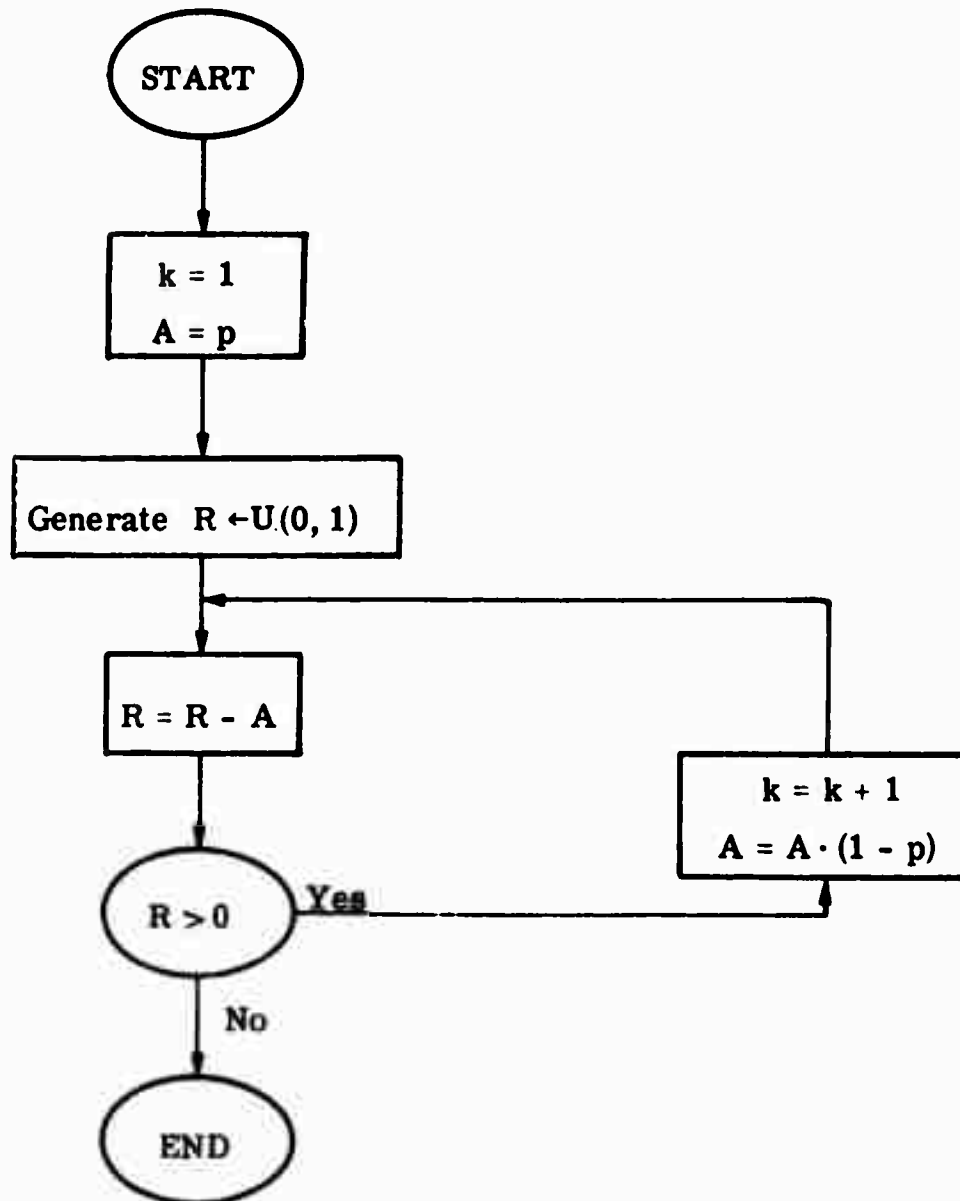 START
k = 1
A = p
Generate R ←U.(0, 1)
R = R - A
k = k + 1
A = A · (1 - p)
R > 0
Yes
No
END